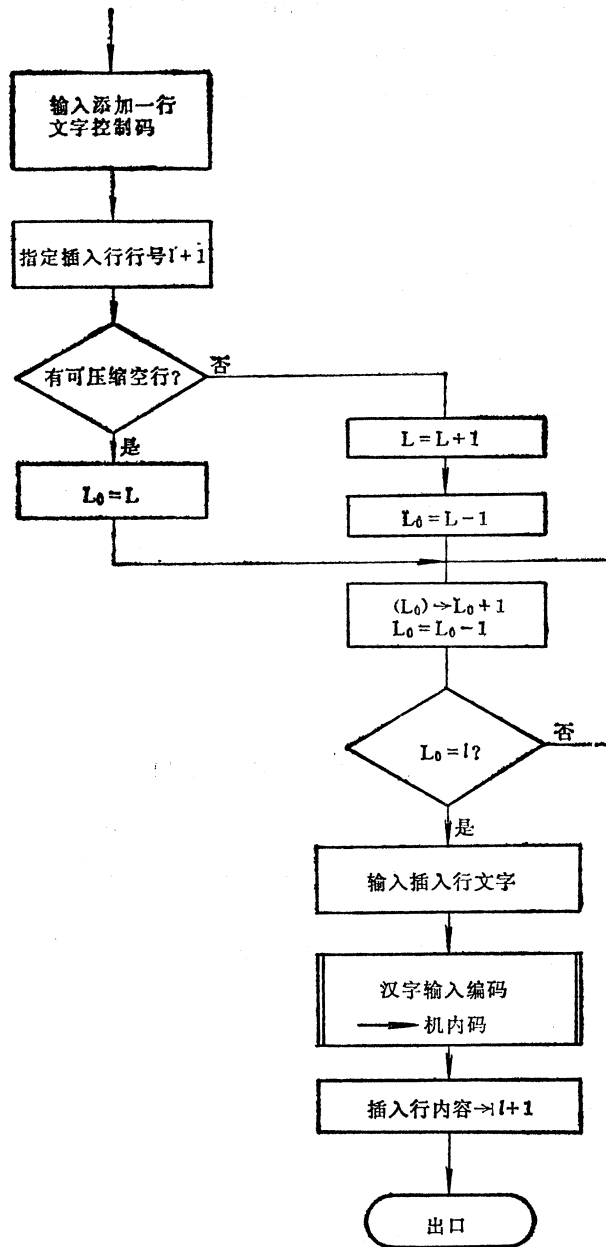 输入添加一行
文字控制码
指定插入行行号l+1
有可压缩空行?
否
是
L=L+1
L₀=L
L₀=L-1
(L₀)→L₀+1
L₀=L₀-1
L₀=l?
否
是
输入插入行文字
汉字输入编码
→机内码
插入行内容→l+1
出口